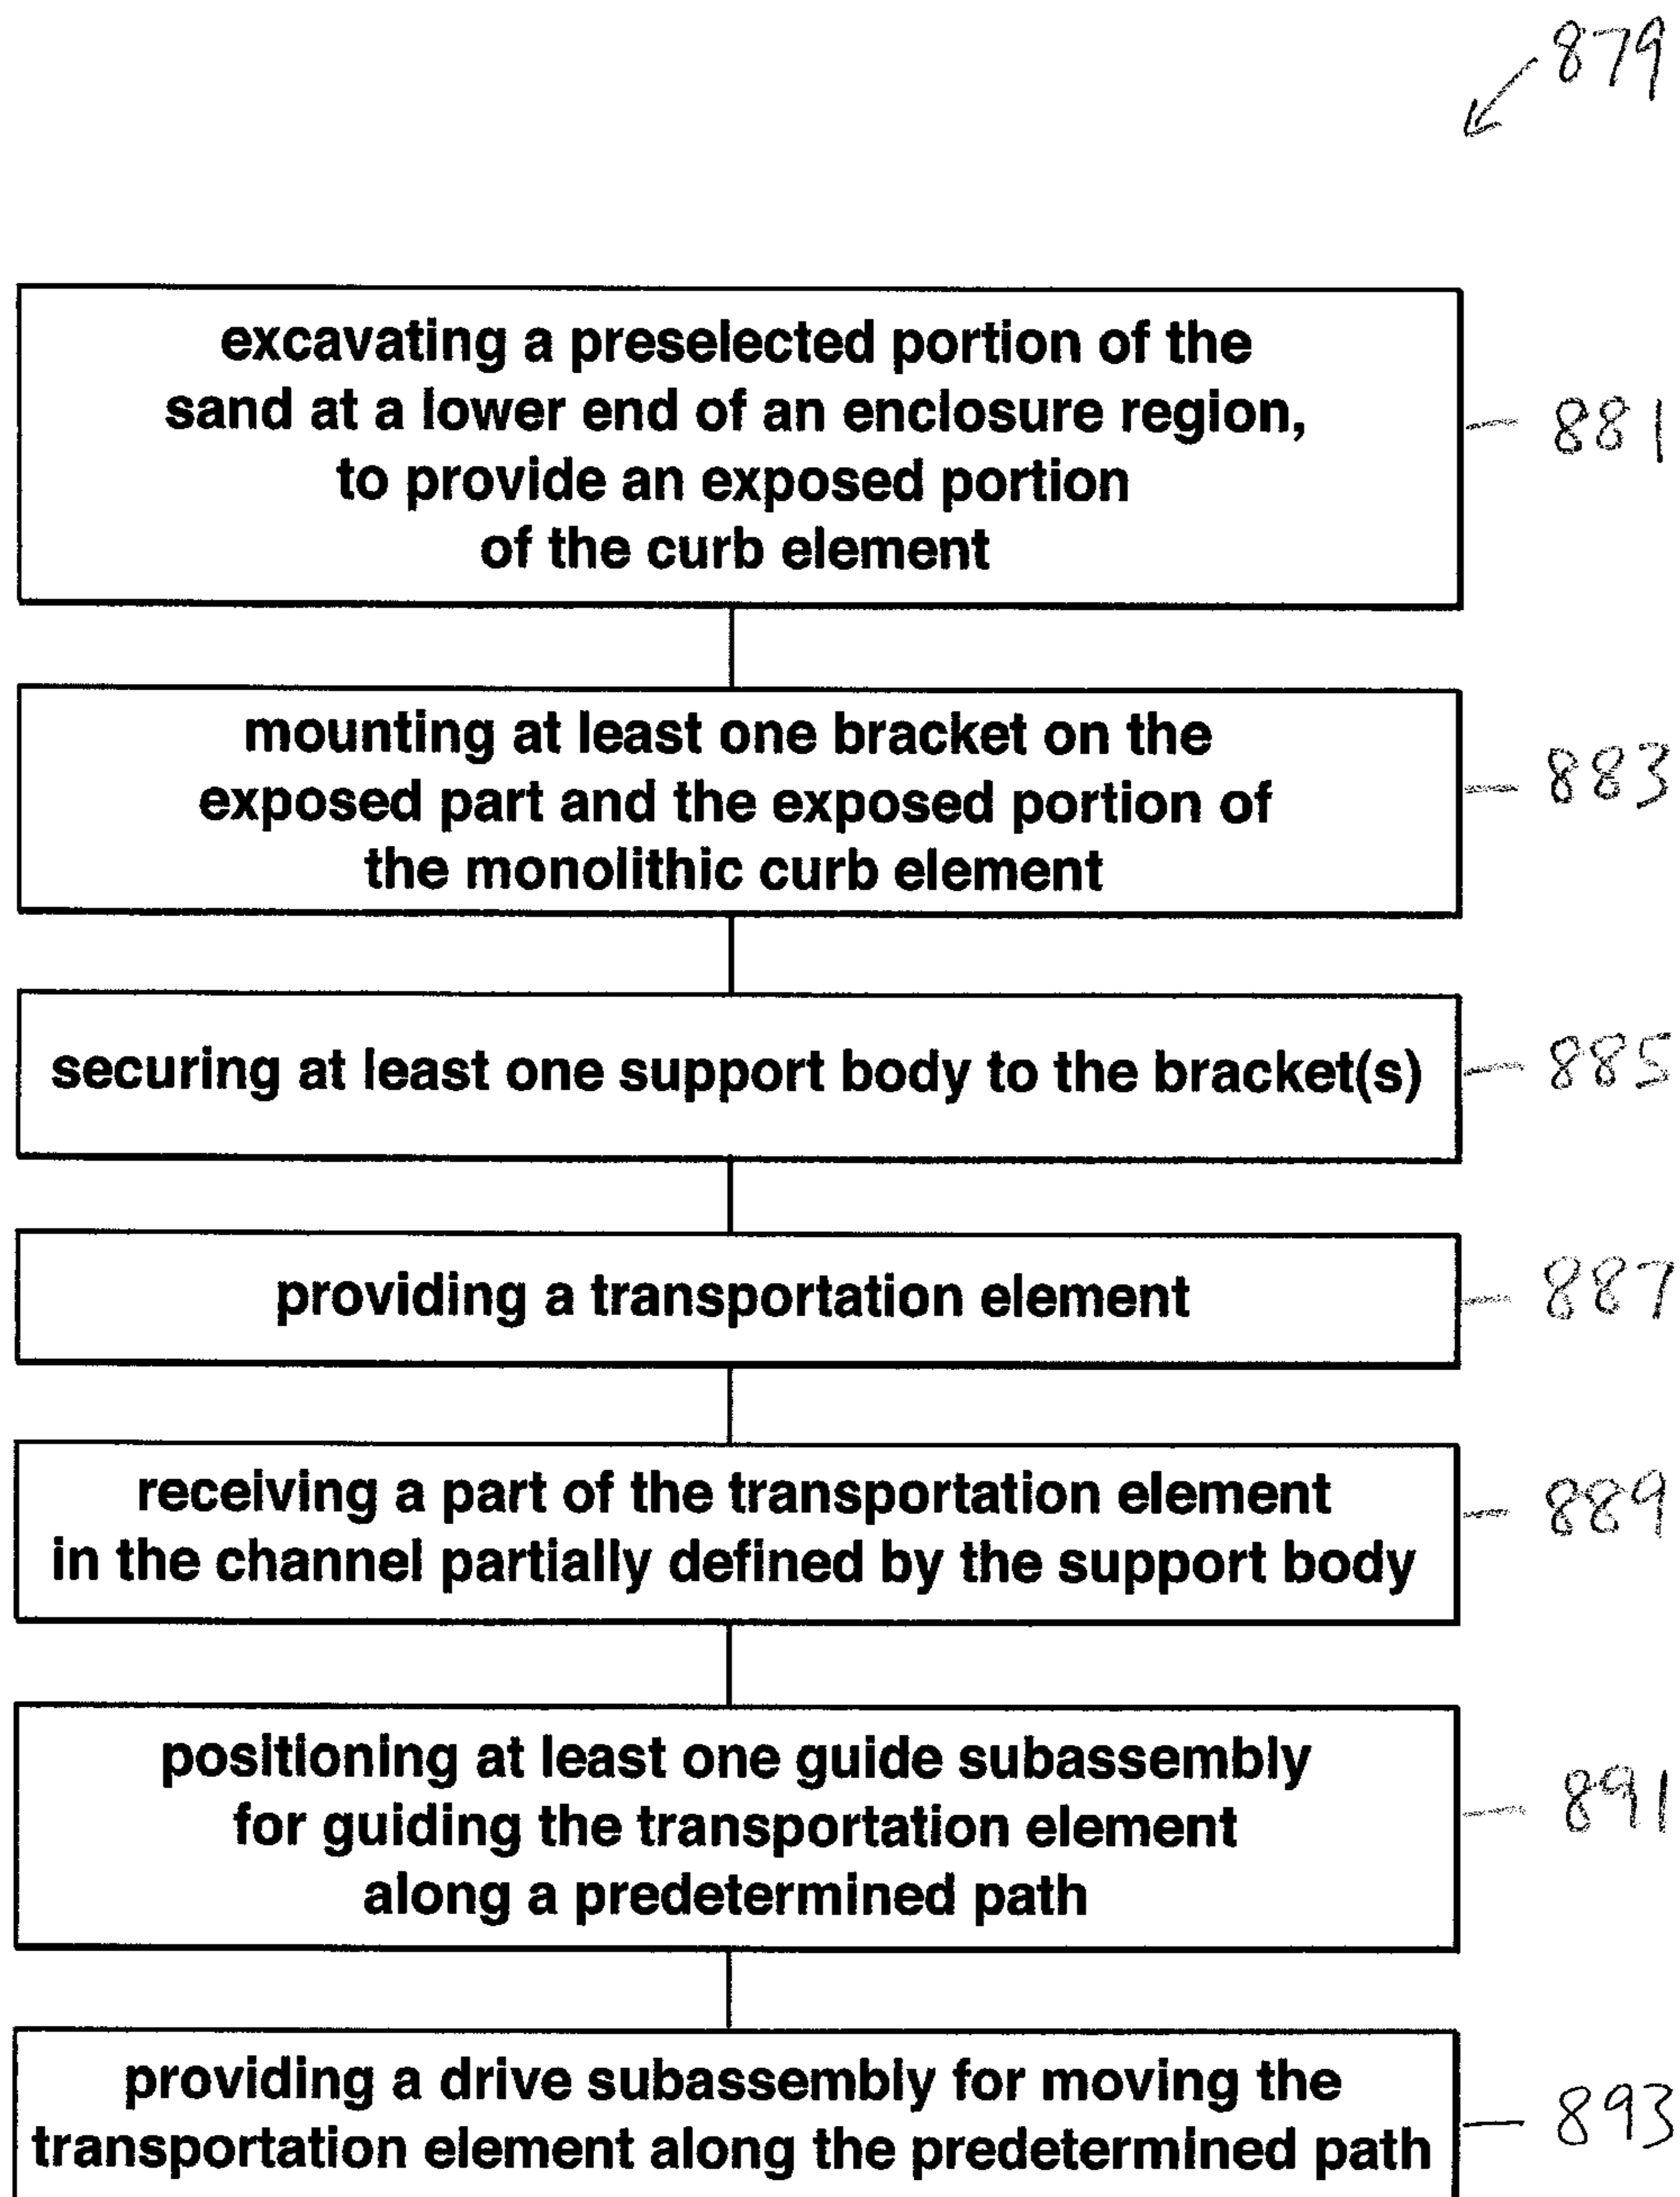 879
excavating a preselected portion of the
sand at a lower end of an enclosure region,
to provide an exposed portion
of the curb element
881
mounting at least one bracket on the
exposed part and the exposed portion of
the monolithic curb element
883
securing at least one support body to the bracket(s)
885
providing a transportation element
887
receiving a part of the transportation element
in the channel partially defined by the support body
889
positioning at least one guide subassembly
for guiding the transportation element
along a predetermined path
891
providing a drive subassembly for moving the
transportation element along the predetermined path
893